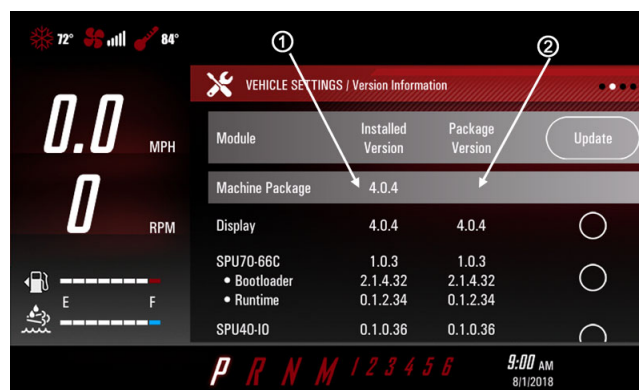 72° 84°
1 2
VEHICLE SETTINGS / Version Information
0.0 MPH
0 RPM
E F
Module Installed Version Package Version Update
Machine Package 4.0.4
Display 4.0.4 4.0.4
SPU70-66C 1.0.3 1.0.3
• Bootloader 2.1.4.32 2.1.4.32
• Runtime 0.1.2.34 0.1.2.34
SPU40-IO 0.1.0.36 0.1.0.36
P R N M 1 2 3 4 5 6
9:00 AM
8/1/2018